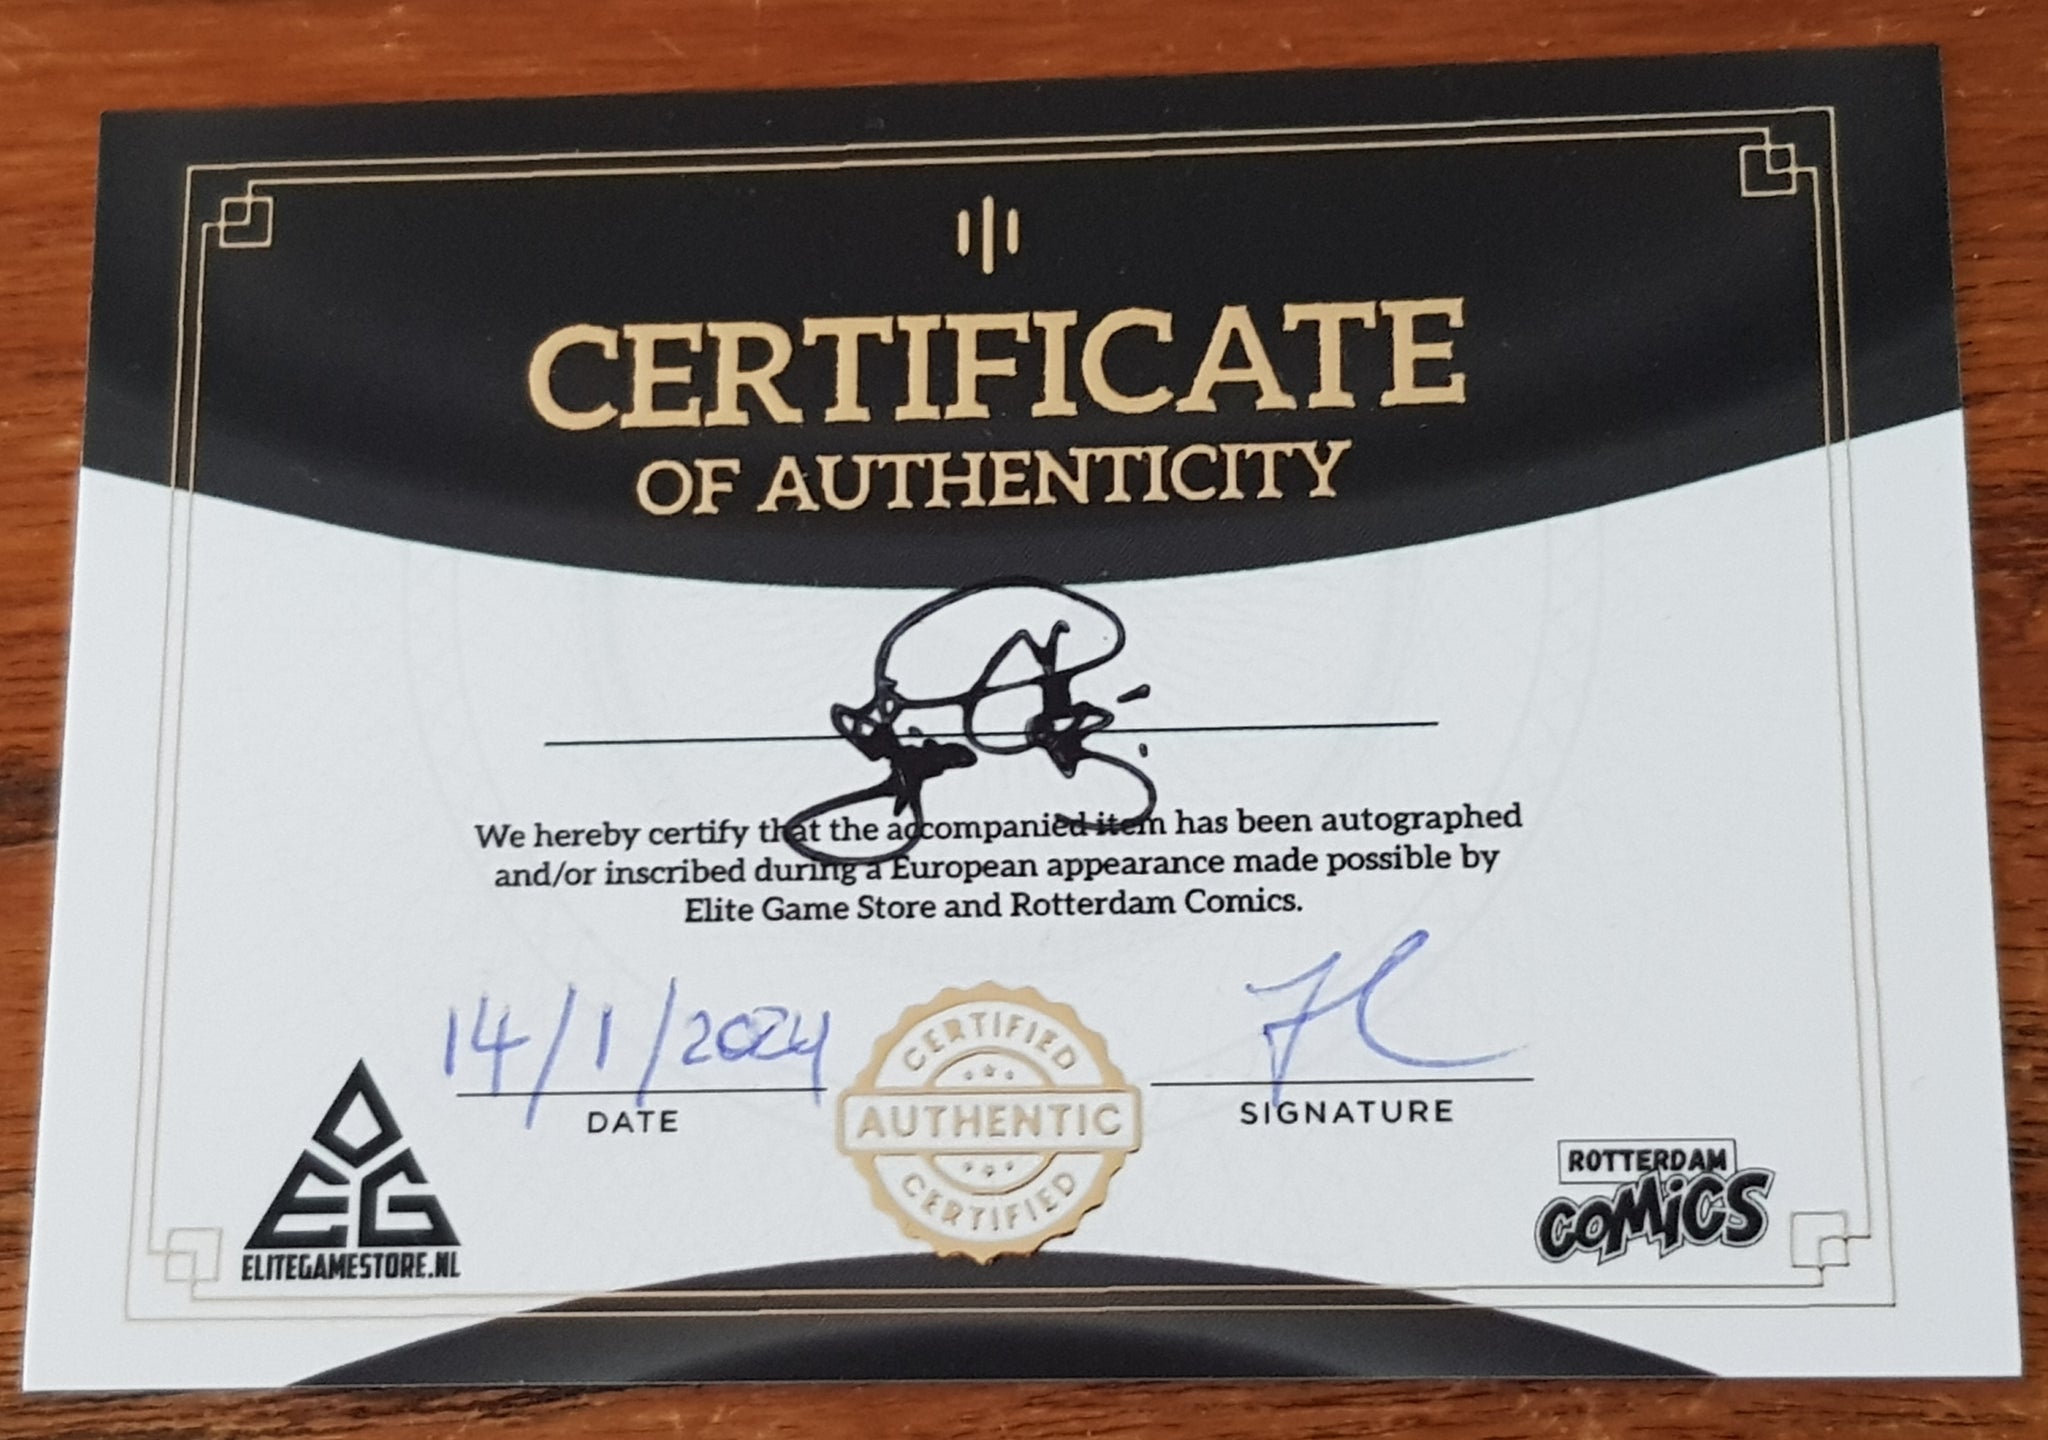 CERTIFICATE
OF AUTHENTICITY
We hereby certify that the accompanied item has been autographed
and/or inscribed during a European appearance made possible by
Elite Game Store and Rotterdam Comics.
14/1/2024
DATE
CERTIFIED
AUTHENTIC
CERTIFIED
SIGNATURE
EG
ELITEGAMESTORE.NL
ROTTERDAM
COMICS